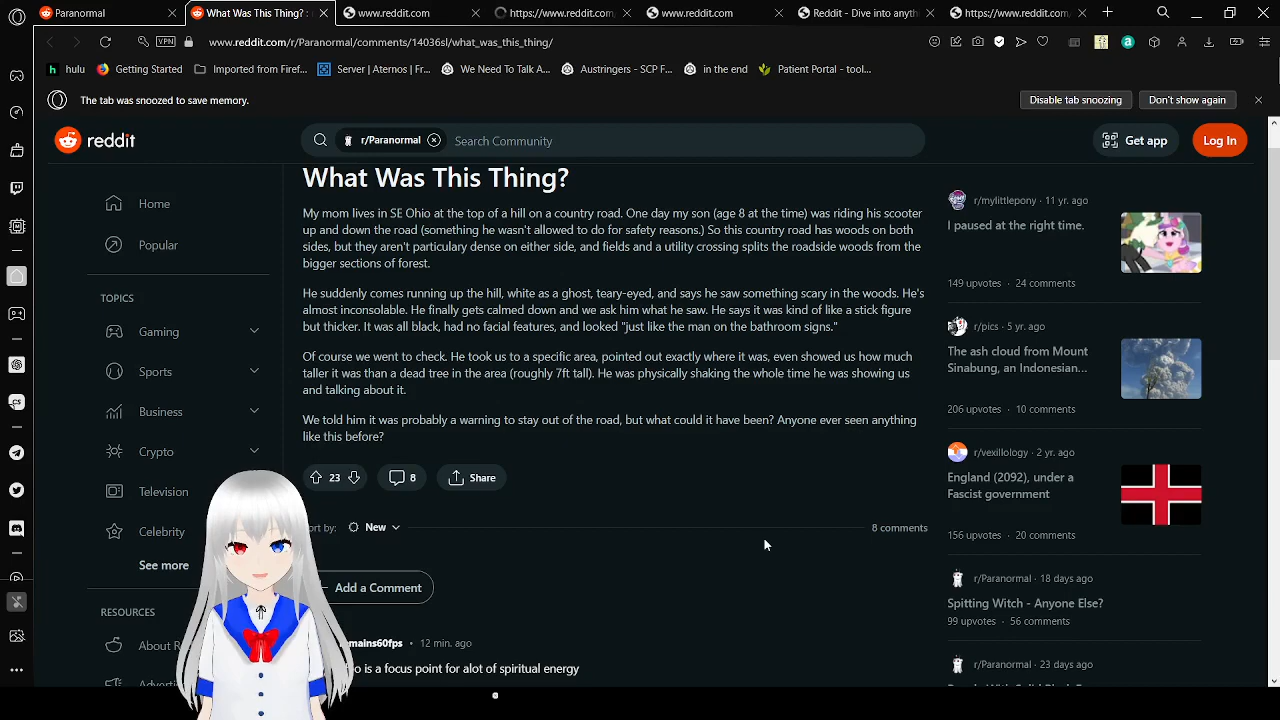 Paranormal
What Was This Thing? :
www.reddit.com
https://www.reddit.com,
www.reddit.com
Reddit - Dive into anyth
https://www.reddit.com/
VPN
www.reddit.com/r/Paranormal/comments/14036sl/what_was_this_thing/
hulu
Getting Started
Imported from Firef...
Server | Aternos | Fr...
We Need To Talk A...
Austringers - SCP F...
in the end
Patient Portal - tool...
The tab was snoozed to save memory.
Disable tab snoozing
Don't show again
reddit
r/Paranormal
Search Community
Get app
Log In
Home
Popular
TOPICS
Gaming
Sports
Business
Crypto
Television
Celebrity
See more
RESOURCES
About Re
Adverti
What Was This Thing?
My mom lives in SE Ohio at the top of a hill on a country road. One day my son (age 8 at the time) was riding his scooter
up and down the road (something he wasn't allowed to do for safety reasons.) So this country road has woods on both
sides, but they aren't particulary dense on either side, and fields and a utility crossing splits the roadside woods from the
bigger sections of forest.
He suddenly comes running up the hill, white as a ghost, teary-eyed, and says he saw something scary in the woods. He's
almost inconsolable. He finally gets calmed down and we ask him what he saw. He says it was kind of like a stick figure
but thicker. It was all black, had no facial features, and looked "just like the man on the bathroom signs."
Of course we went to check. He took us to a specific area, pointed out exactly where it was, even showed us how much
taller it was than a dead tree in the area (roughly 7ft tall). He was physically shaking the whole time he was showing us
and talking about it.
We told him it was probably a warning to stay out of the road, but what could it have been? Anyone ever seen anything
like this before?
23
8
Share
ort by:
New
8 comments
Add a Comment
mains60fps • 12 min. ago
o is a focus point for alot of spiritual energy
r/mylittlepony • 11 yr. ago
I paused at the right time.
149 upvotes · 24 comments
r/pics • 5 yr. ago
The ash cloud from Mount
Sinabung, an Indonesian...
206 upvotes · 10 comments
r/vexillology • 2 yr. ago
England (2092), under a
Fascist government
156 upvotes · 20 comments
r/Paranormal • 18 days ago
Spitting Witch - Anyone Else?
99 upvotes · 56 comments
r/Paranormal • 23 days ago